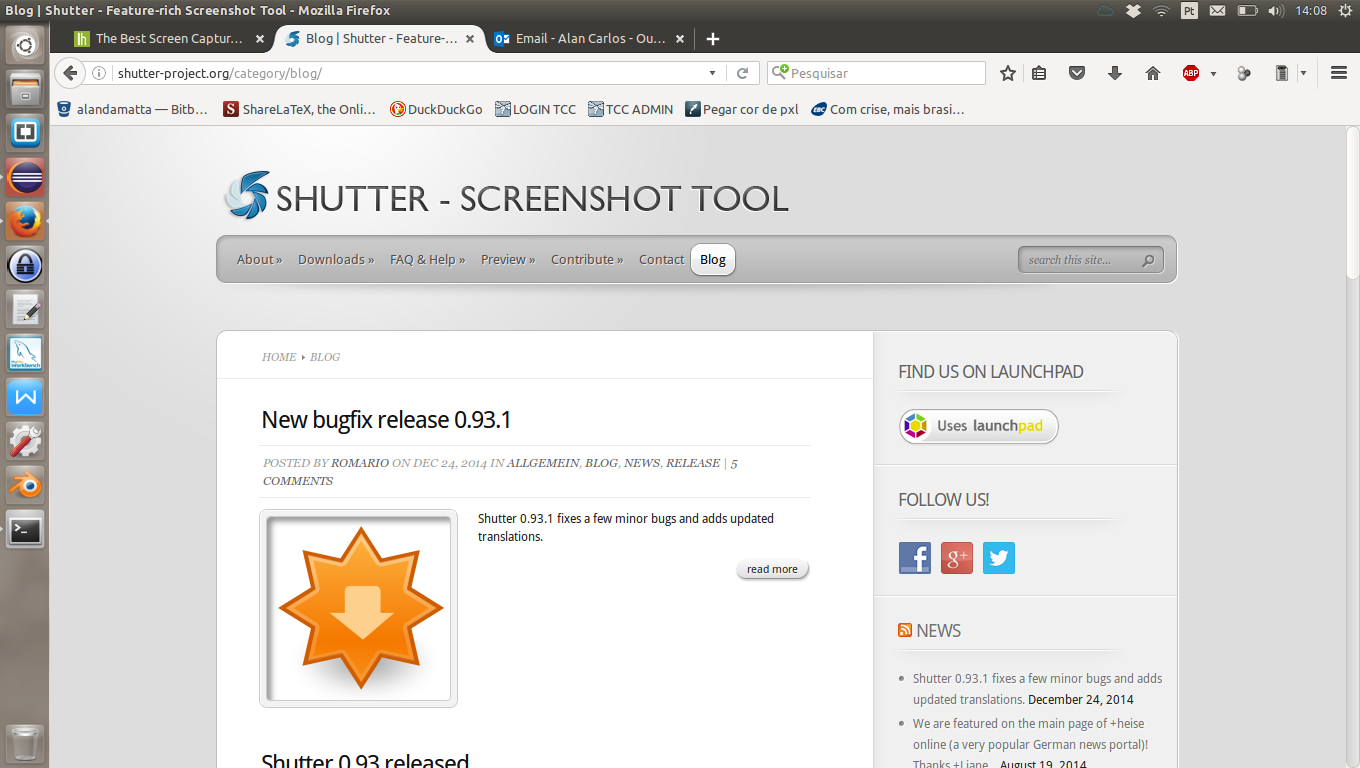 Blog | Shutter - Feature-rich Screenshot Tool - Mozilla Firefox
Pt
14:08
The Best Screen Captur...
Blog | Shutter - Feature-...
Email - Alan Carlos - Ou...
shutter-project.org/category/blog/
Pesquisar
ABP
alandamatta — Bitb...
ShareLaTeX, the Onli...
DuckDuckGo
LOGIN TCC
TCC ADMIN
Pegar cor de pxl
Com crise, mais brasi...
SHUTTER - SCREENSHOT TOOL
About »
Downloads »
FAQ & Help »
Preview »
Contribute »
Contact
Blog
search this site...
HOME ▸ BLOG
New bugfix release 0.93.1
POSTED BY ROMARIO ON DEC 24, 2014 IN ALLGEMEIN, BLOG, NEWS, RELEASE | 5
COMMENTS
Shutter 0.93.1 fixes a few minor bugs and adds updated
translations.
read more
Shutter 0.93 released
FIND US ON LAUNCHPAD
Uses launchpad
FOLLOW US!
NEWS
Shutter 0.93.1 fixes a few minor bugs and adds
updated translations. December 24, 2014
We are featured on the main page of +heise
online (a very popular German news portal)!
Thanks +Liane... August 19, 2014